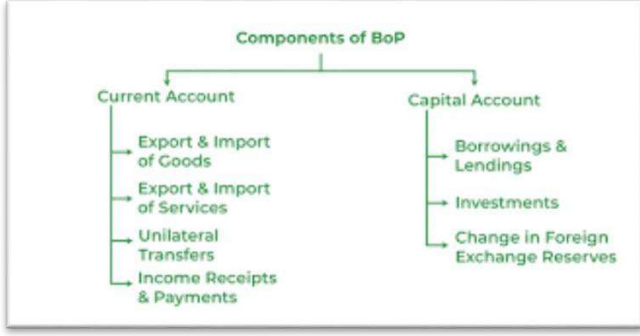 Components of BoP
Current Account
Export & Import
of Goods
Export & Import
of Services
Unilateral
Transfers
Income Receipts
& Payments
Capital Account
Borrowings &
Lendings
Investments
Change in Foreign
Exchange Reserves